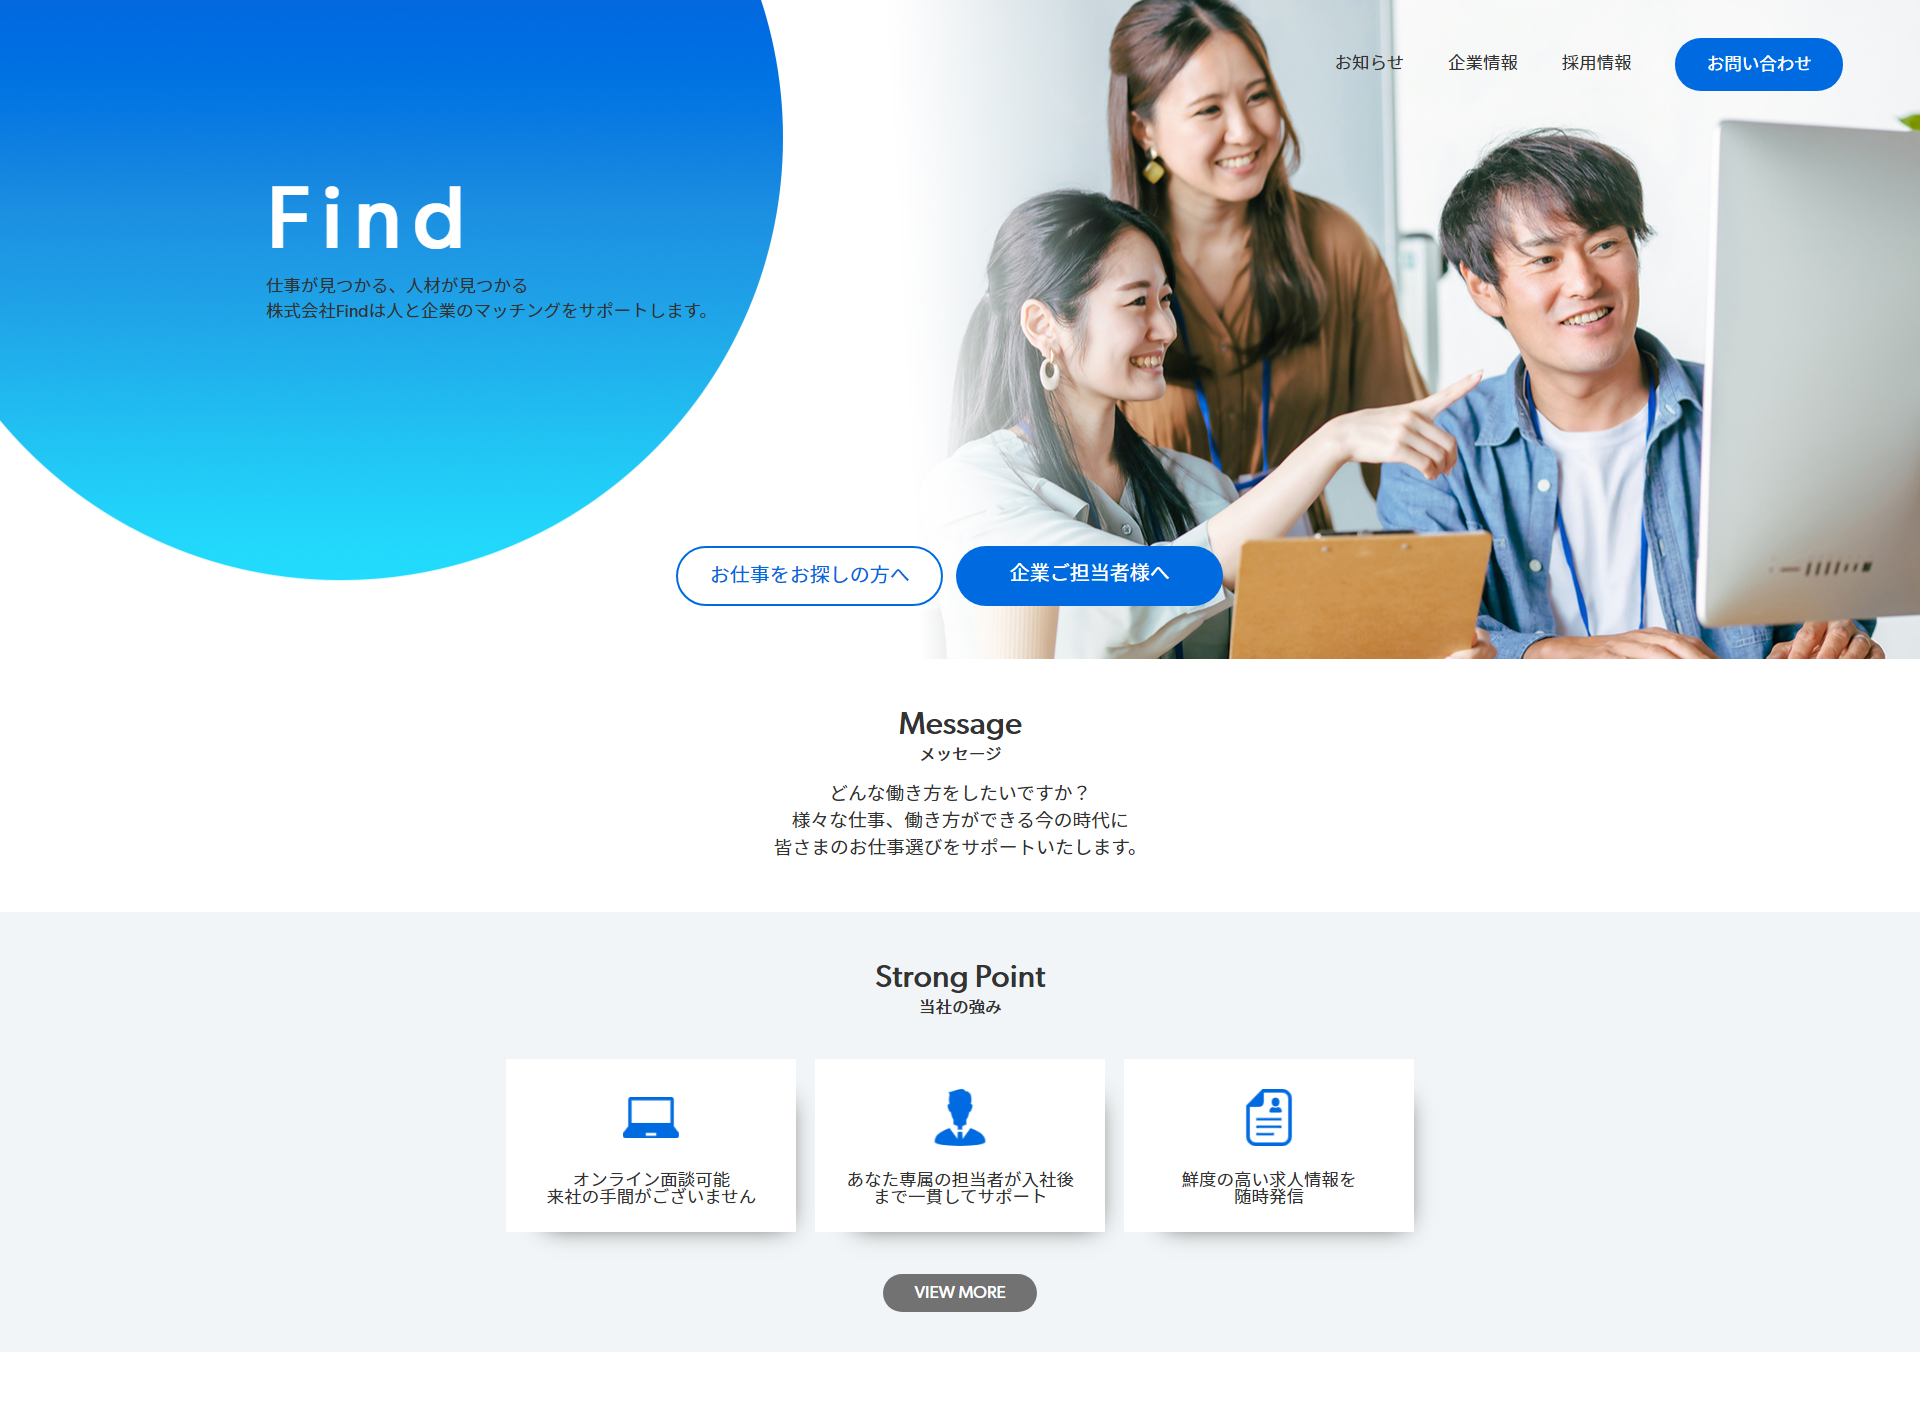 お知らせ
企業情報
採用情報
お問い合わせ
Find
仕事が見つかる、人材が見つかる
株式会社Findは人と企業のマッチングをサポートします。
お仕事をお探しの方へ
企業ご担当者様へ
Message
メッセージ
どんな働き方をしたいですか？
様々な仕事、働き方ができる今の時代に
皆さまのお仕事選びをサポートいたします。
Strong Point
当社の強み
オンライン面談可能
来社の手間がございません
あなた専属の担当者が入社後
まで一貫してサポート
鮮度の高い求人情報を
随時発信
VIEW MORE